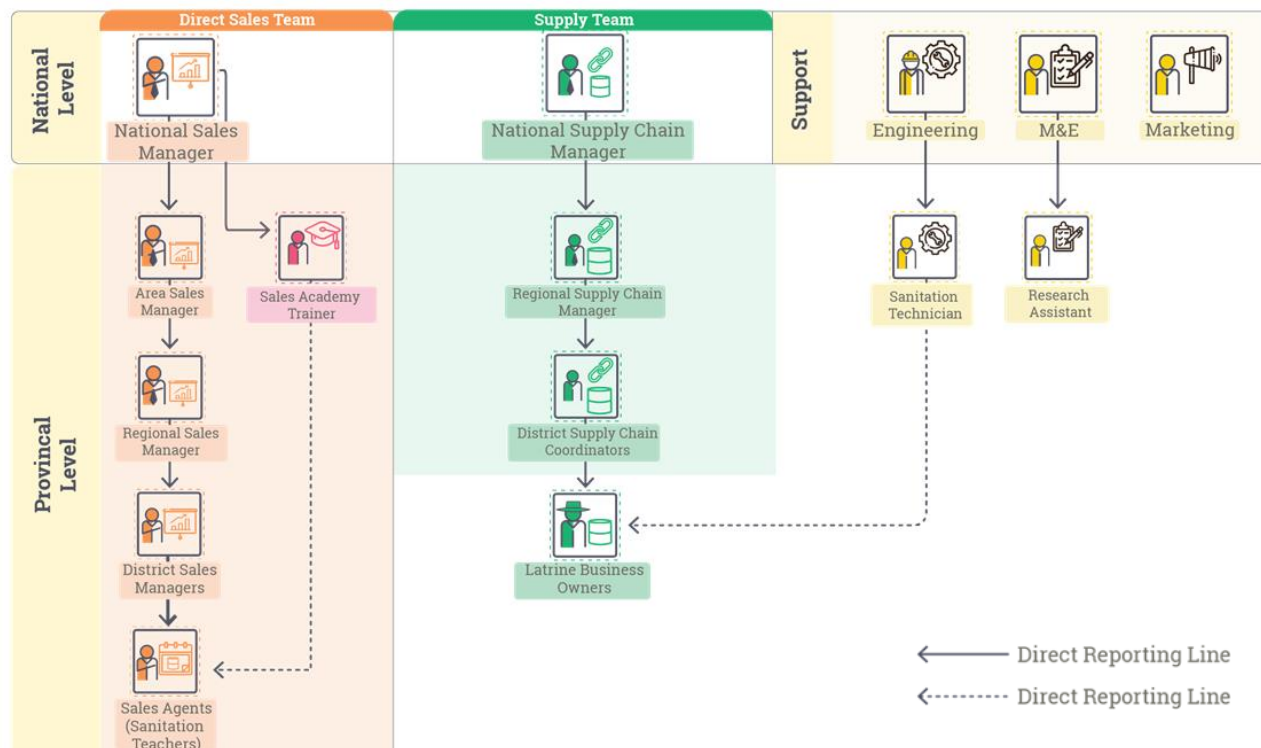 Direct Sales Team
Supply Team
National
Level
Support
National Sales
Manager
National Supply Chain
Manager
Engineering
M&E
Marketing
Provincal
Level
Area Sales
Manager
Sales Academy
Trainer
Regional Supply Chain
Manager
Sanitation
Technician
Research
Assistant
Regional Sales
Manager
District Supply Chain
Coordinators
District Sales
Managers
Latrine Business
Owners
Sales Agents
(Sanitation
Teachers)
Direct Reporting Line
Direct Reporting Line